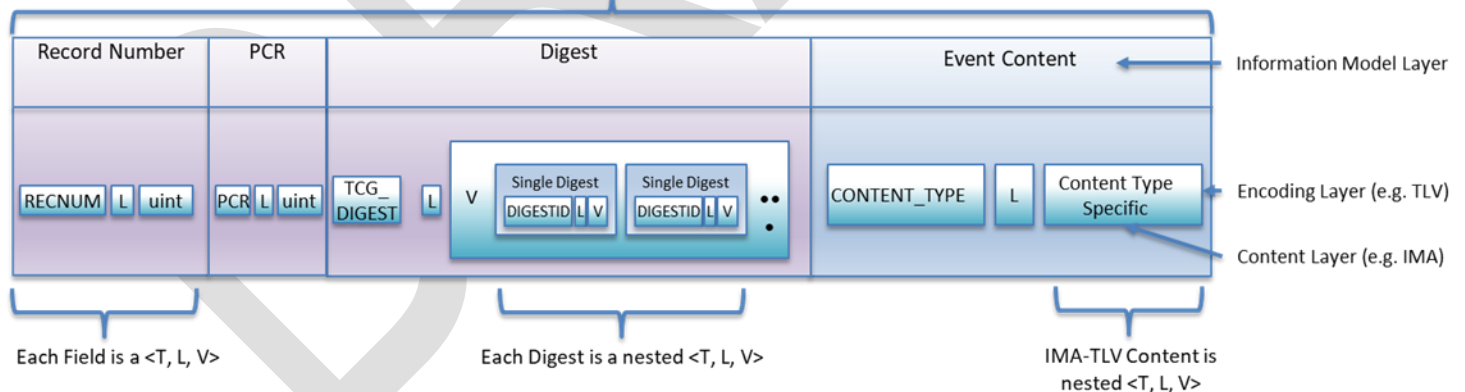 Record Number
PCR
Digest
Event Content
Information Model Layer
RECNUM L uint
PCR L uint
TCG_
DIGEST
L
V
Single Digest
DIGESTID L V
Single Digest
DIGESTID L V
CONTENT_TYPE
L
Content Type
Specific
Encoding Layer (e.g. TLV)
Content Layer (e.g. IMA)
Each Field is a <T, L, V>
Each Digest is a nested <T, L, V>
IMA-TLV Content is
nested <T, L, V>